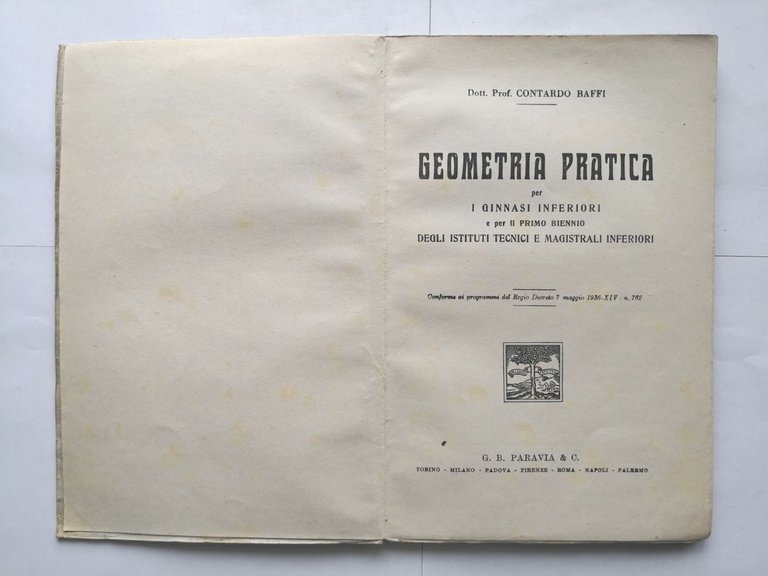 Dott. Prof. CONTARDO BAFFI
GEOMETRIA PRATICA
per
I GINNASI INFERIORI
e per il PRIMO BIENNIO
DEGLI ISTITUTI TECNICI E MAGISTRALI INFERIORI
Conforme ai programmi del Regio Decreto 7 maggio 1936-XIV - n. 762
G. B. PARAVIA & C.
TORINO - MILANO - PADOVA - FIRENZE - ROMA - NAPOLI - PALERMO